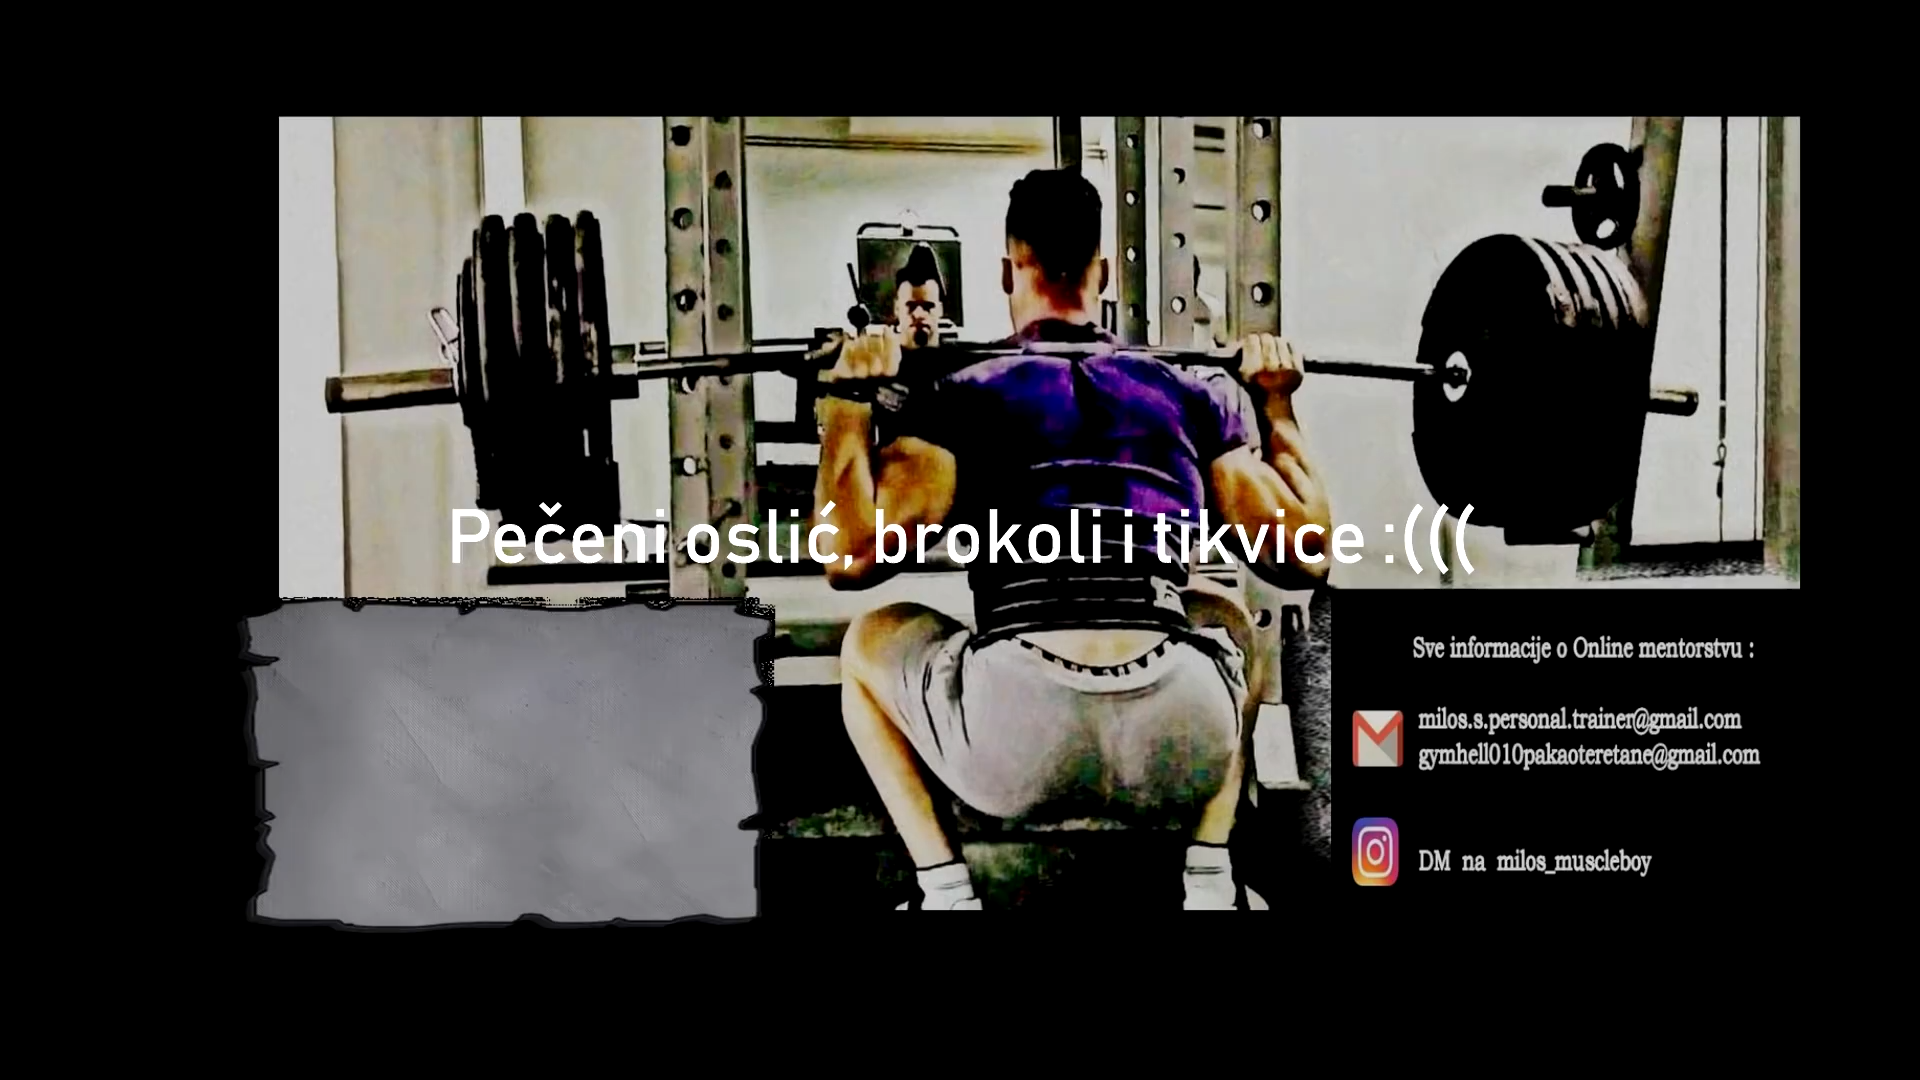 Pečeni oslić, brokoli i tikvice :(((
Sve informacije o Online mentorstvu :
milos.s.personal.trainer@gmail.com
gymhell010pakaoteretane@gmail.com
DM na milos_muscleboy